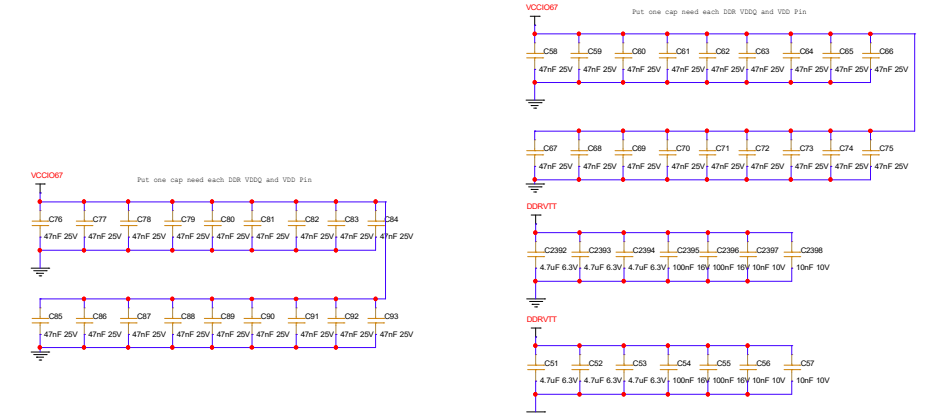 VCCIO67
Put one cap need each DDR VDDQ and VDD Pin
C58 C59 C60 C61 C62 C63 C64 C65 C66
47nF 25V 47nF 25V 47nF 25V 47nF 25V 47nF 25V 47nF 25V 47nF 25V 47nF 25V 47nF 25V
C67 C68 C69 C70 C71 C72 C73 C74 C75
47nF 25V 47nF 25V 47nF 25V 47nF 25V 47nF 25V 47nF 25V 47nF 25V 47nF 25V 47nF 25V
VCCIO67
Put one cap need each DDR VDDQ and VDD Pin
C76 C77 C78 C79 C80 C81 C82 C83 C84
47nF 25V 47nF 25V 47nF 25V 47nF 25V 47nF 25V 47nF 25V 47nF 25V 47nF 25V 47nF 25V
C85 C86 C87 C88 C89 C90 C91 C92 C93
47nF 25V 47nF 25V 47nF 25V 47nF 25V 47nF 25V 47nF 25V 47nF 25V 47nF 25V 47nF 25V
DDRVTT
C2392 C2393 C2394 C2395 C2396 C2397 C2398
4.7uF 6.3V 4.7uF 6.3V 4.7uF 6.3V 100nF 16V 100nF 16V 10nF 10V 10nF 10V
DDRVTT
C51 C52 C53 C54 C55 C56 C57
4.7uF 6.3V 4.7uF 6.3V 4.7uF 6.3V 100nF 16V 100nF 16V 10nF 10V 10nF 10V